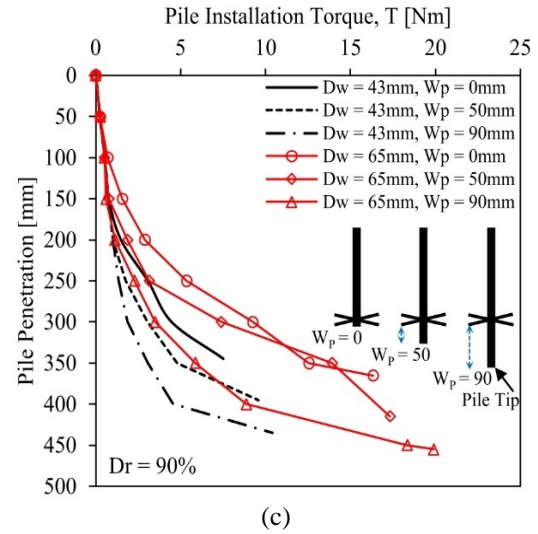 Pile Installation Torque, T [Nm]
0 5 10 15 20 25
Pile Penetration [mm]
0
50
100
150
200
250
300
350
400
450
500
Dw = 43mm, Wp = 0mm
Dw = 43mm, Wp = 50mm
Dw = 43mm, Wp = 90mm
Dw = 65mm, Wp = 0mm
Dw = 65mm, Wp = 50mm
Dw = 65mm, Wp = 90mm
WP = 0
WP = 50
WP = 90
Pile Tip
Dr = 90%
(c)